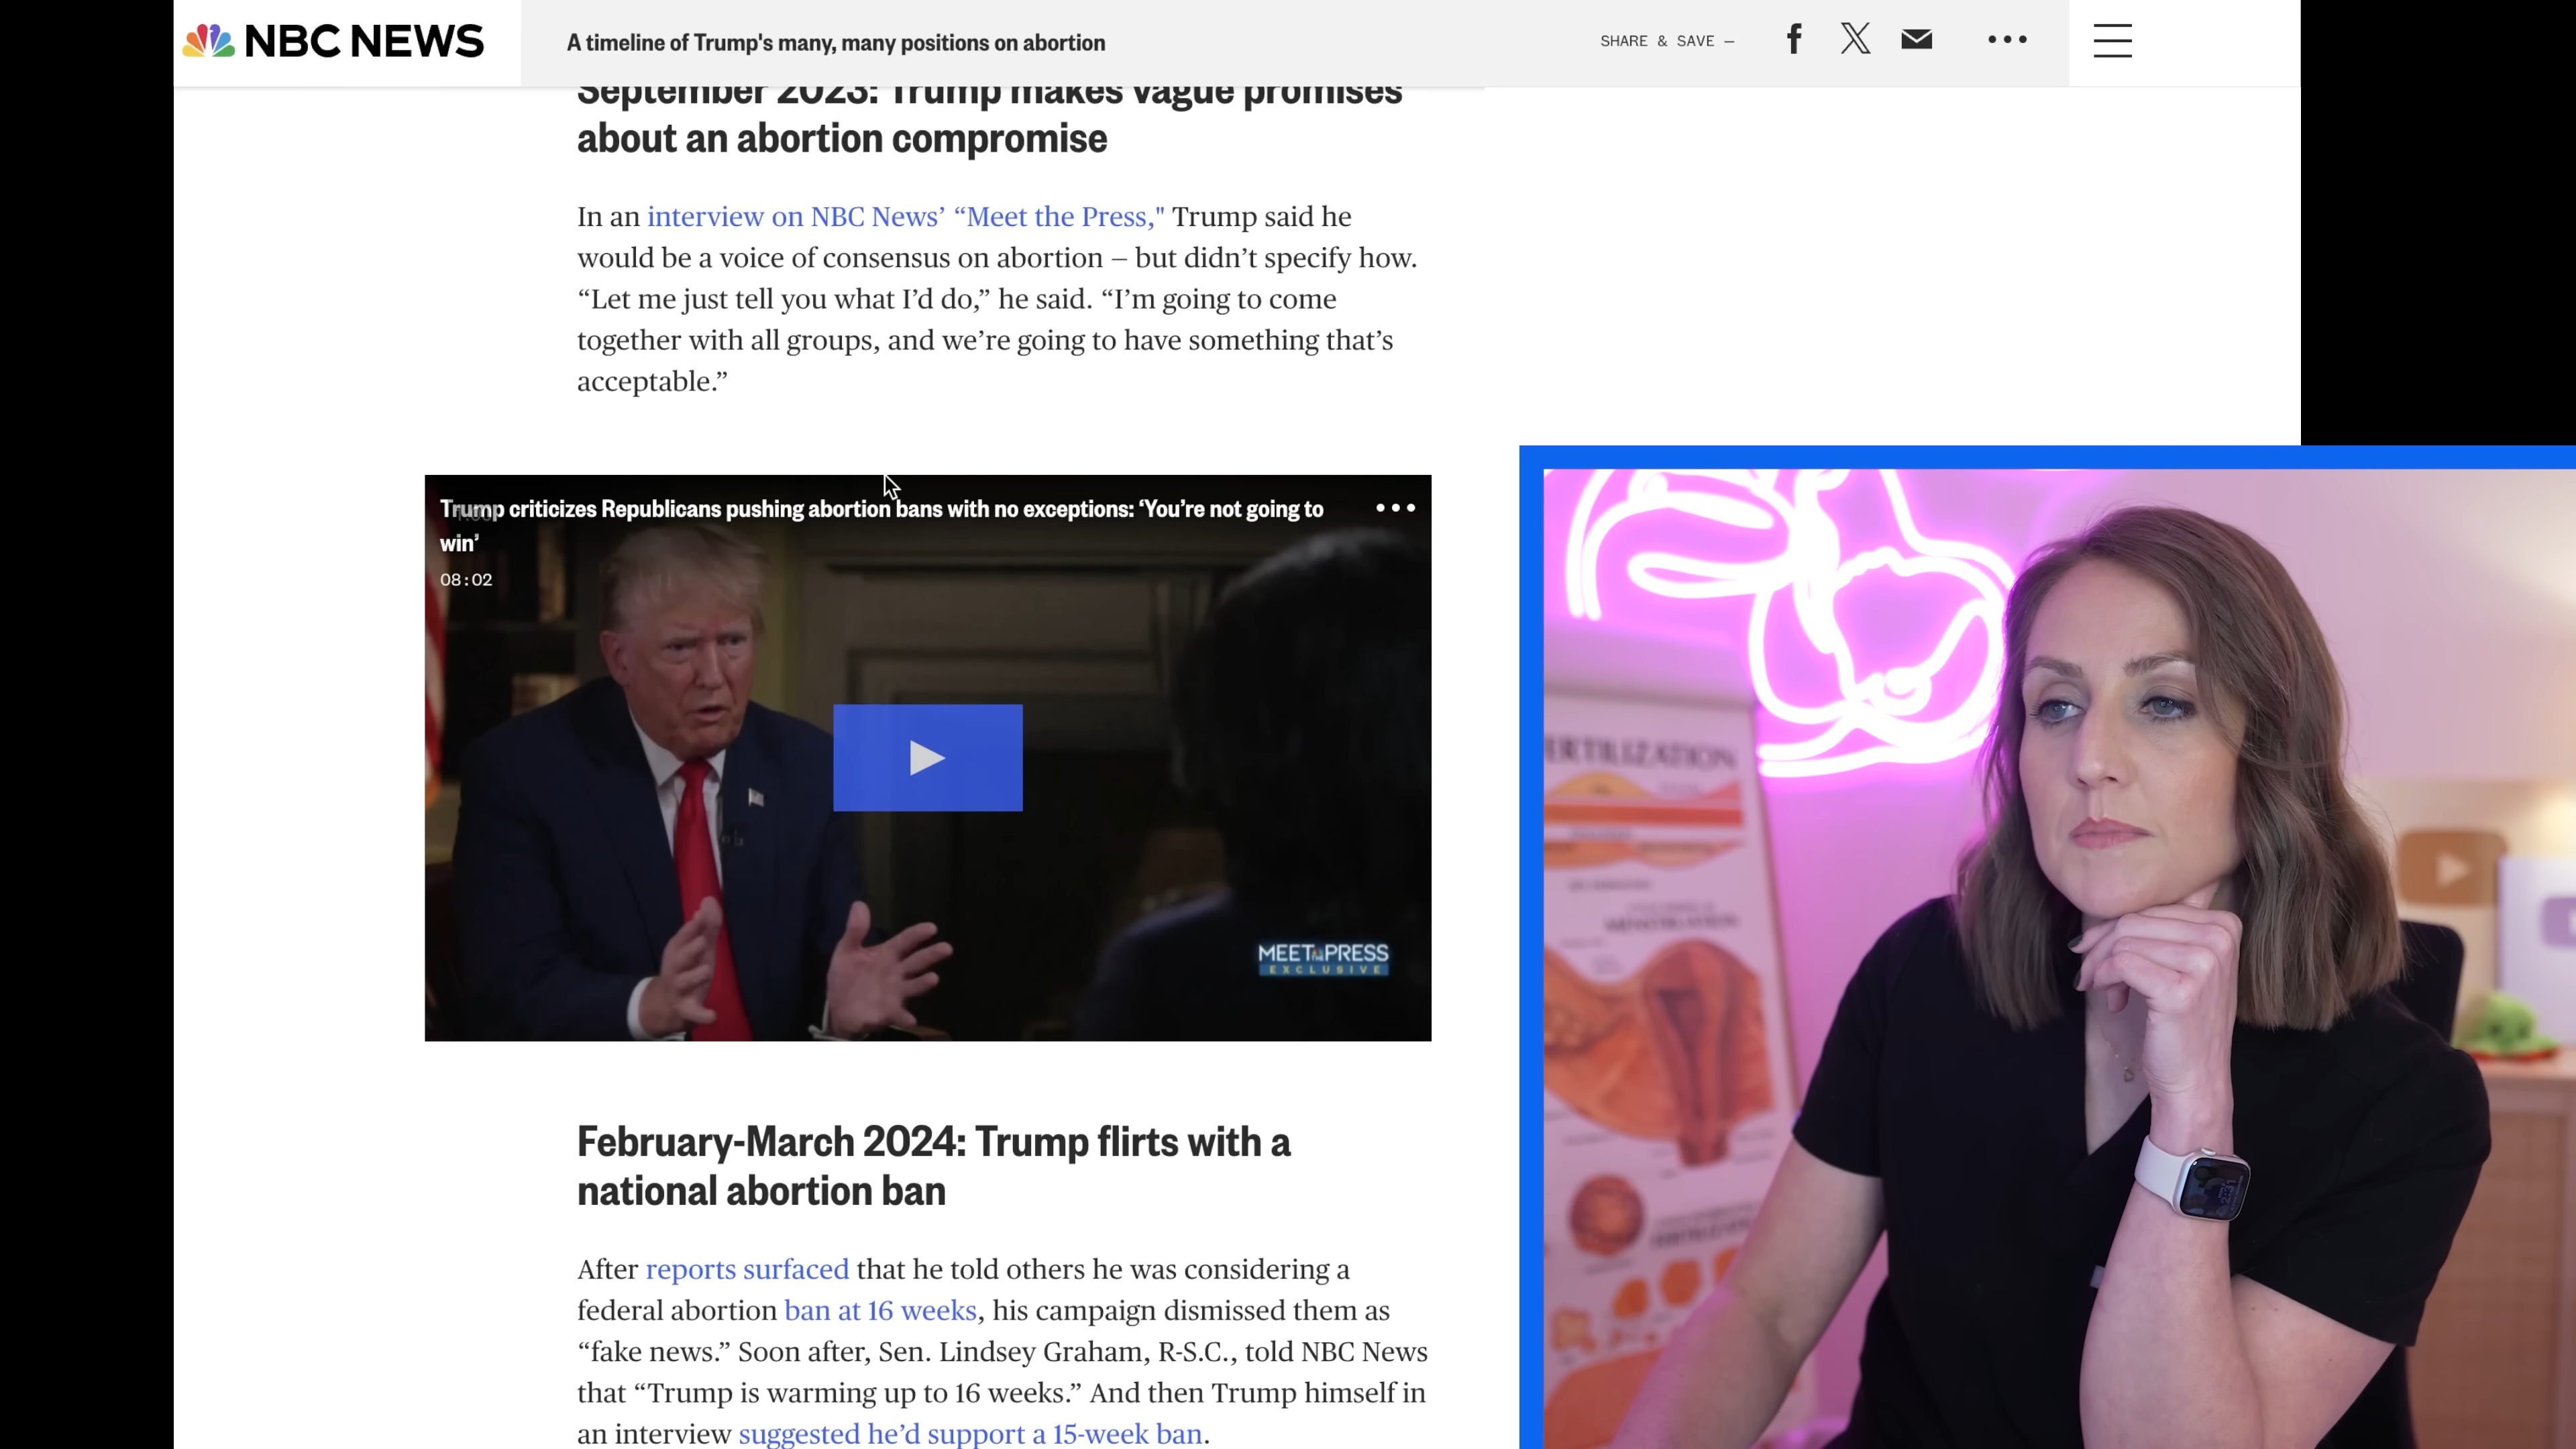 NBC NEWS
A timeline of Trump's many, many positions on abortion
SHARE & SAVE —
September 2023: Trump makes vague promises
about an abortion compromise
In an interview on NBC News’ “Meet the Press," Trump said he
would be a voice of consensus on abortion — but didn’t specify how.
“Let me just tell you what I’d do,” he said. “I’m going to come
together with all groups, and we’re going to have something that’s
acceptable.”
Trump criticizes Republicans pushing abortion bans with no exceptions: ‘You’re not going to
win’
08:02
MEET THE PRESS
EXCLUSIVE
ERTILIZATION
MENSTRUATION
February-March 2024: Trump flirts with a
national abortion ban
After reports surfaced that he told others he was considering a
federal abortion ban at 16 weeks, his campaign dismissed them as
“fake news.” Soon after, Sen. Lindsey Graham, R-S.C., told NBC News
that “Trump is warming up to 16 weeks.” And then Trump himself in
an interview suggested he’d support a 15-week ban.